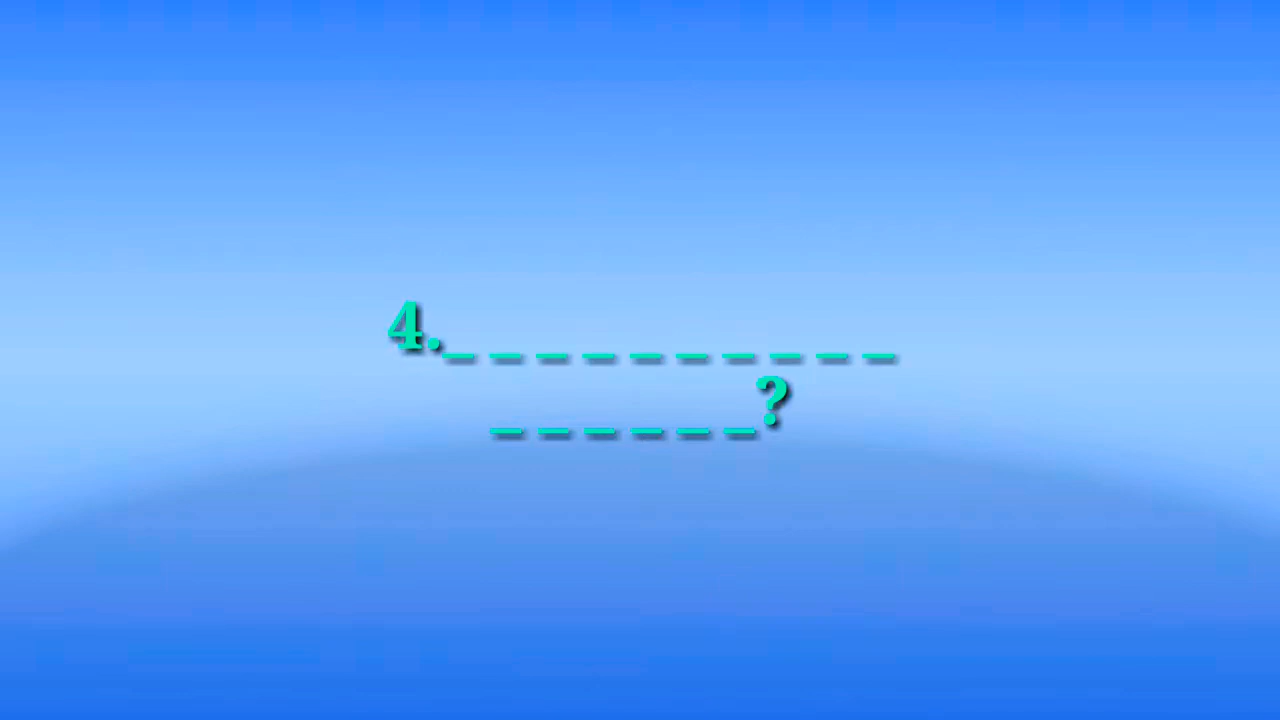 4._ _ _ _ _ _ _ _ _ _
_ _ _ _ _ _?